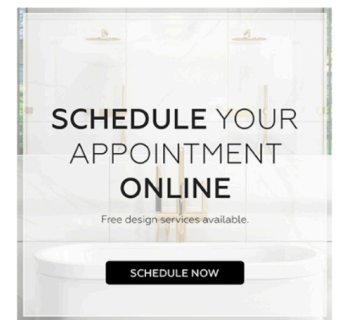 SCHEDULE YOUR
APPOINTMENT
ONLINE
Free design services available.
SCHEDULE NOW